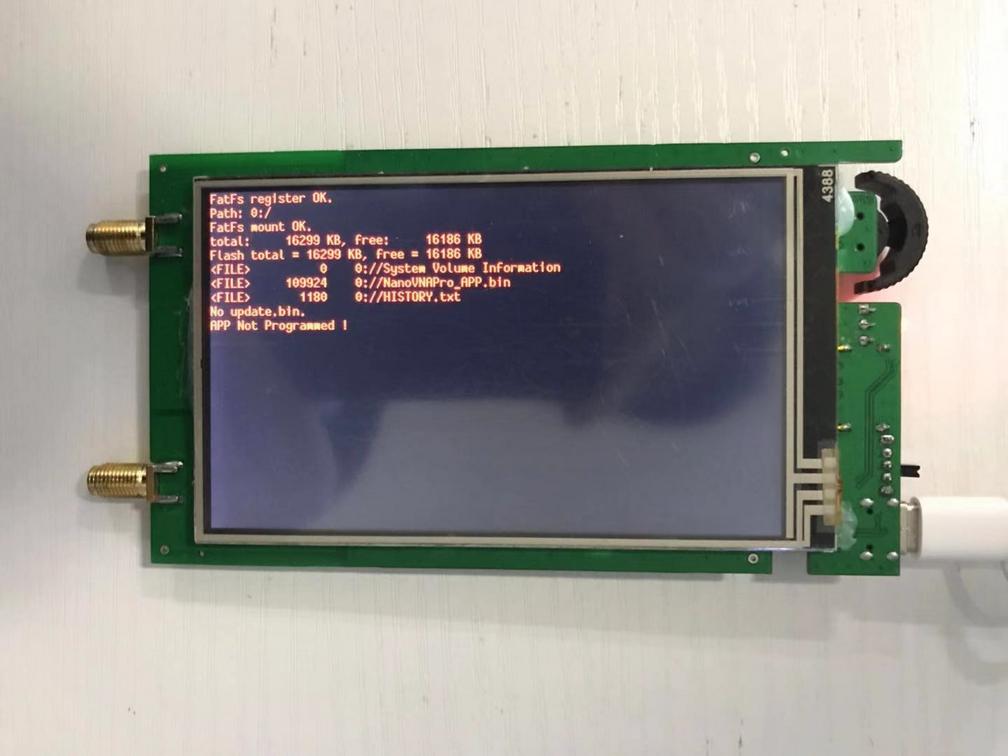 FatFs register OK.
Path: 0:/
FatFs mount OK.
total: 16299 KB, free: 16186 KB
Flash total = 16299 KB, free = 16186 KB
<FILE> 0 0://System Volume Information
<FILE> 109924 0://NanoVNAPro_APP.bin
<FILE> 1180 0://HISTORY.txt
No update.bin.
APP Not Programmed !
4388